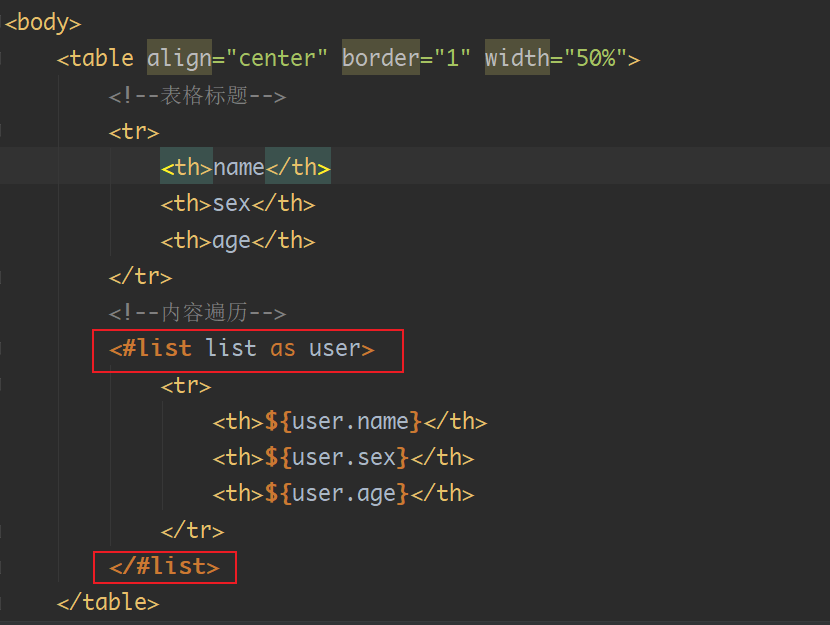 <body>
<table align="center" border="1" width="50%">
<!--表格标题-->
<tr>
<th>name</th>
<th>sex</th>
<th>age</th>
</tr>
<!--内容遍历-->
<#list list as user>
<tr>
<th>${user.name}</th>
<th>${user.sex}</th>
<th>${user.age}</th>
</tr>
</#list>
</table>